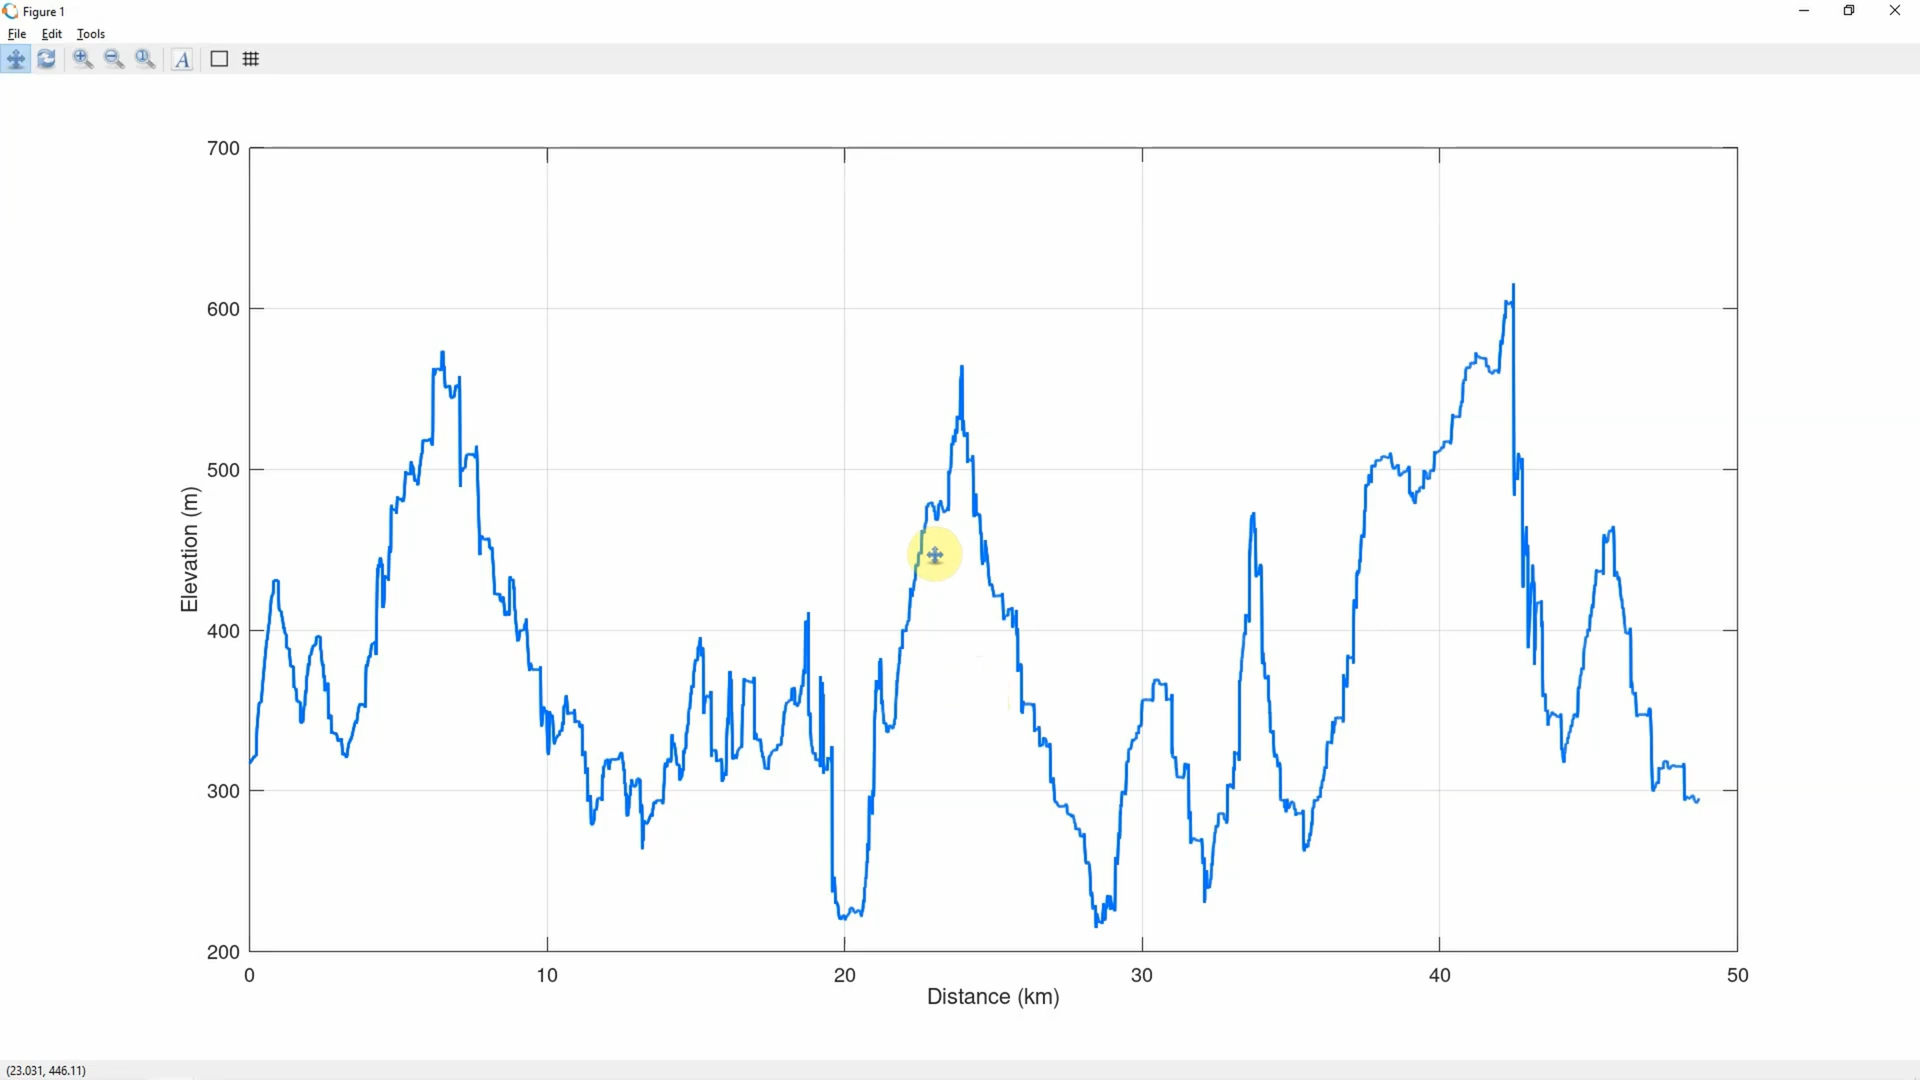 Figure 1
File Edit Tools
A
700
600
500
400
300
200
Elevation (m)
0 10 20 30 40 50
Distance (km)
(23.031, 446.11)